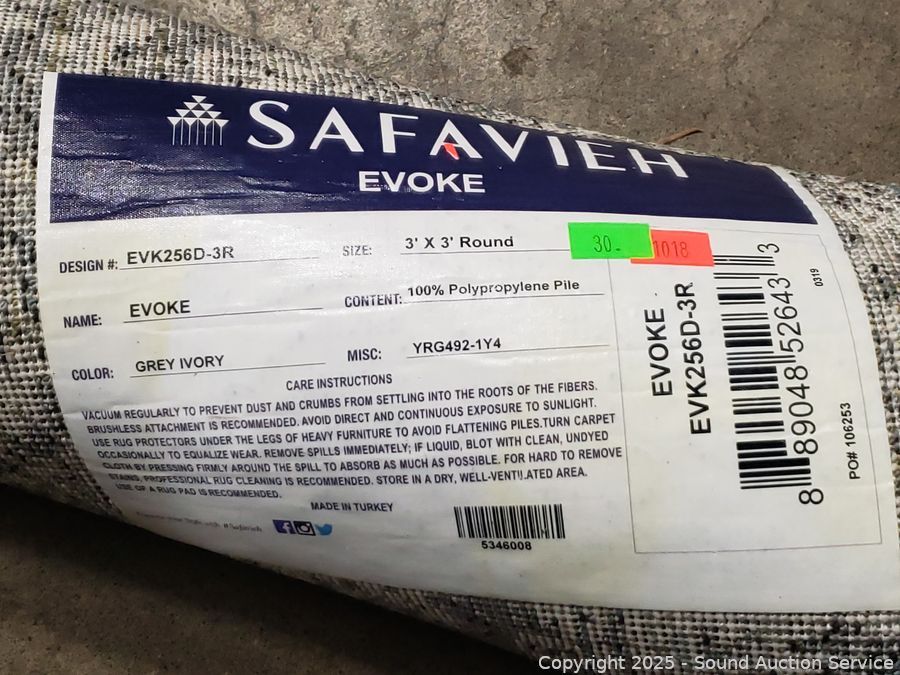 SAFAVIEH
EVOKE
DESIGN #: EVK256D-3R
SIZE: 3' X 3' Round
30.-
1018
NAME: EVOKE
CONTENT: 100% Polypropylene Pile
COLOR: GREY IVORY
MISC: YRG492-1Y4
CARE INSTRUCTIONS
VACUUM REGULARLY TO PREVENT DUST AND CRUMBS FROM SETTLING INTO THE ROOTS OF THE FIBERS.
BRUSHLESS ATTACHMENT IS RECOMMENDED. AVOID DIRECT AND CONTINUOUS EXPOSURE TO SUNLIGHT.
USE RUG PROTECTORS UNDER THE LEGS OF HEAVY FURNITURE TO AVOID FLATTENING PILES.TURN CARPET
OCCASIONALLY TO EQUALIZE WEAR. REMOVE SPILLS IMMEDIATELY; IF LIQUID, BLOT WITH CLEAN, UNDYED
CLOTH BY PRESSING FIRMLY AROUND THE SPILL TO ABSORB AS MUCH AS POSSIBLE. FOR HARD TO REMOVE
STAINS, PROFESSIONAL RUG CLEANING IS RECOMMENDED. STORE IN A DRY, WELL-VENTILATED AREA.
USE OF A RUG PAD IS RECOMMENDED.
MADE IN TURKEY
with #Safavieh
5346008
EVOKE
EVK256D-3R
8 89048 52643 3
0319
PO# 106253
Copyright 2025 - Sound Auction Service